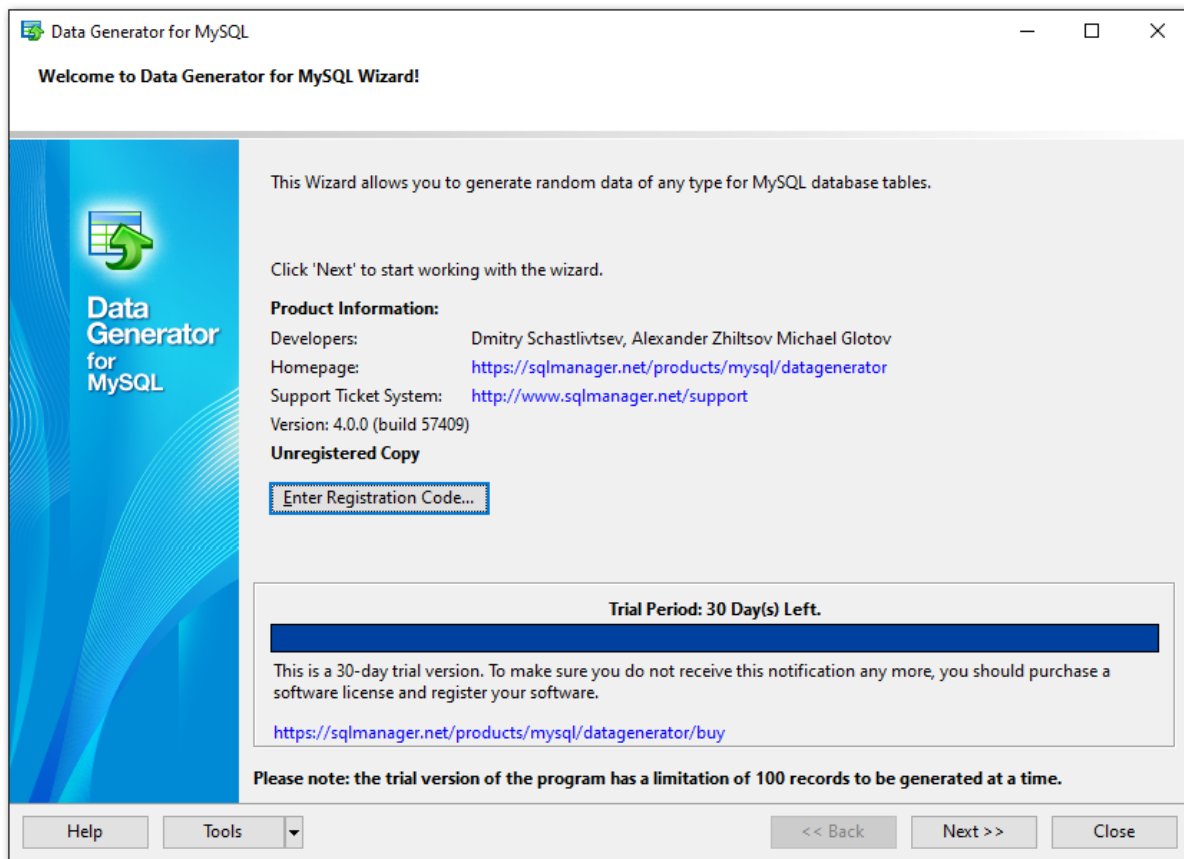 Data Generator for MySQL
Welcome to Data Generator for MySQL Wizard!
Data
Generator
for
MySQL
This Wizard allows you to generate random data of any type for MySQL database tables.
Click 'Next' to start working with the wizard.
Product Information:
Developers: Dmitry Schastlivtsev, Alexander Zhiltsov Michael Glotov
Homepage: https://sqlmanager.net/products/mysql/datagenerator
Support Ticket System: http://www.sqlmanager.net/support
Version: 4.0.0 (build 57409)
Unregistered Copy
Enter Registration Code...
Trial Period: 30 Day(s) Left.
This is a 30-day trial version. To make sure you do not receive this notification any more, you should purchase a
software license and register your software.
https://sqlmanager.net/products/mysql/datagenerator/buy
Please note: the trial version of the program has a limitation of 100 records to be generated at a time.
Help Tools << Back Next >> Close